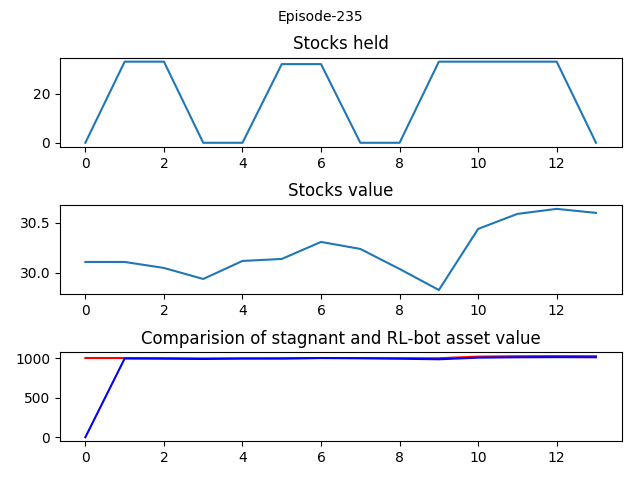 Episode-235
Stocks held
20
0
0 2 4 6 8 10 12
Stocks value
30.5
30.0
0 2 4 6 8 10 12
Comparision of stagnant and RL-bot asset value
1000
500
0
0 2 4 6 8 10 12